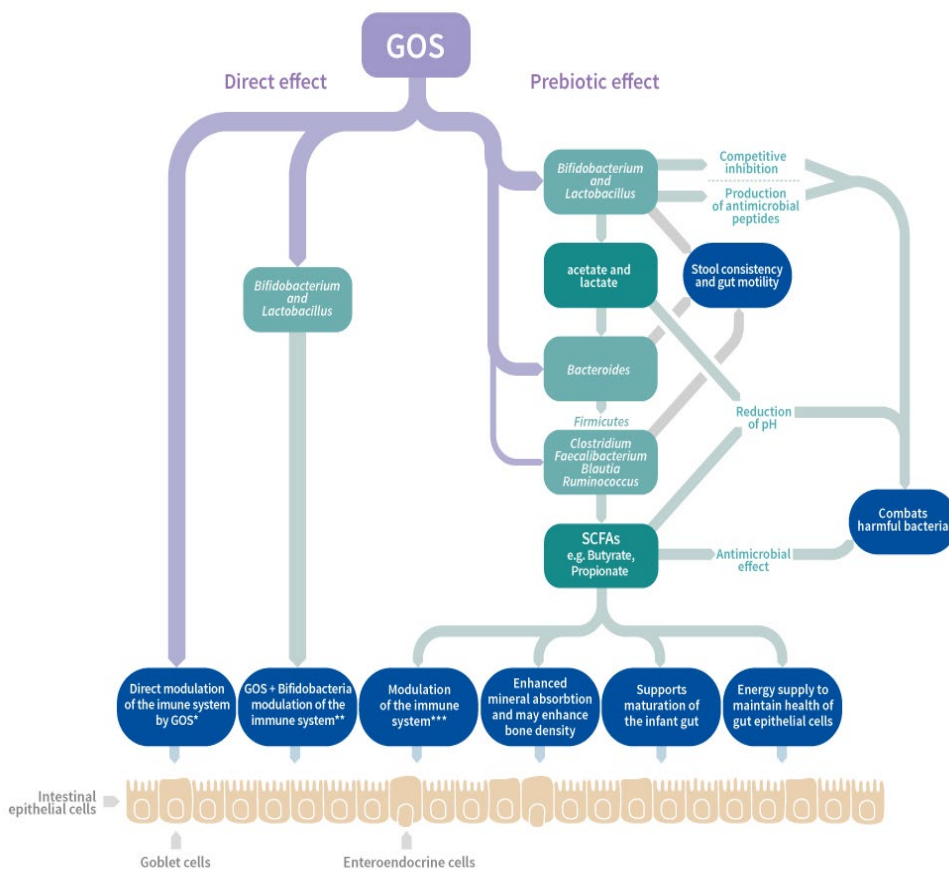 GOS
Direct effect
Prebiotic effect
Bifidobacterium
and
Lactobacillus
Competitive
inhibition
Production
of antimicrobial
peptides
acetate and
lactate
Stool consistency
and gut motility
Bifidobacterium
and
Lactobacillus
Bacteroides
Firmicutes
Reduction
of pH
Clostridium
Faecalibacterium
Blautia
Ruminococcus
Combats
harmful bacteria
SCFAs
e.g. Butyrate,
Propionate
Antimicrobial
effect
Direct modulation
of the imune system
by GOS*
GOS + Bifidobacteria
modulation of the
immune system**
Modulation
of the immune
system***
Enhanced
mineral absorbtion
and may enhance
bone density
Supports
maturation
of the infant gut
Energy supply to
maintain health of
gut epithelial cells
Intestinal
epithelial cells
Goblet cells
Enteroendocrine cells